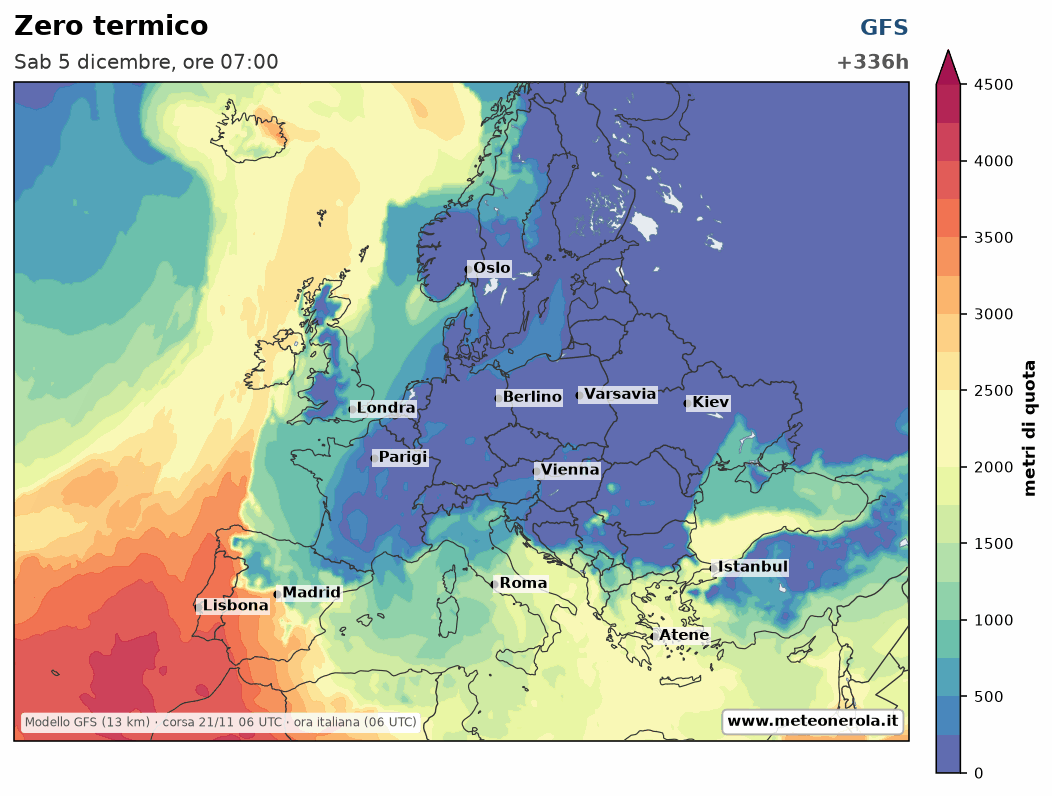 Zero termico
GFS
Sab 5 dicembre, ore 07:00
+336h
4500
4000
3500
3000
2500
2000
1500
1000
500
0
metri di quota
Oslo
Londra
Berlino
Varsavia
Kiev
Parigi
Vienna
Istanbul
Roma
Madrid
Lisbona
Atene
Modello GFS (13 km) · corsa 21/11 06 UTC · ora italiana (06 UTC)
www.meteonerola.it